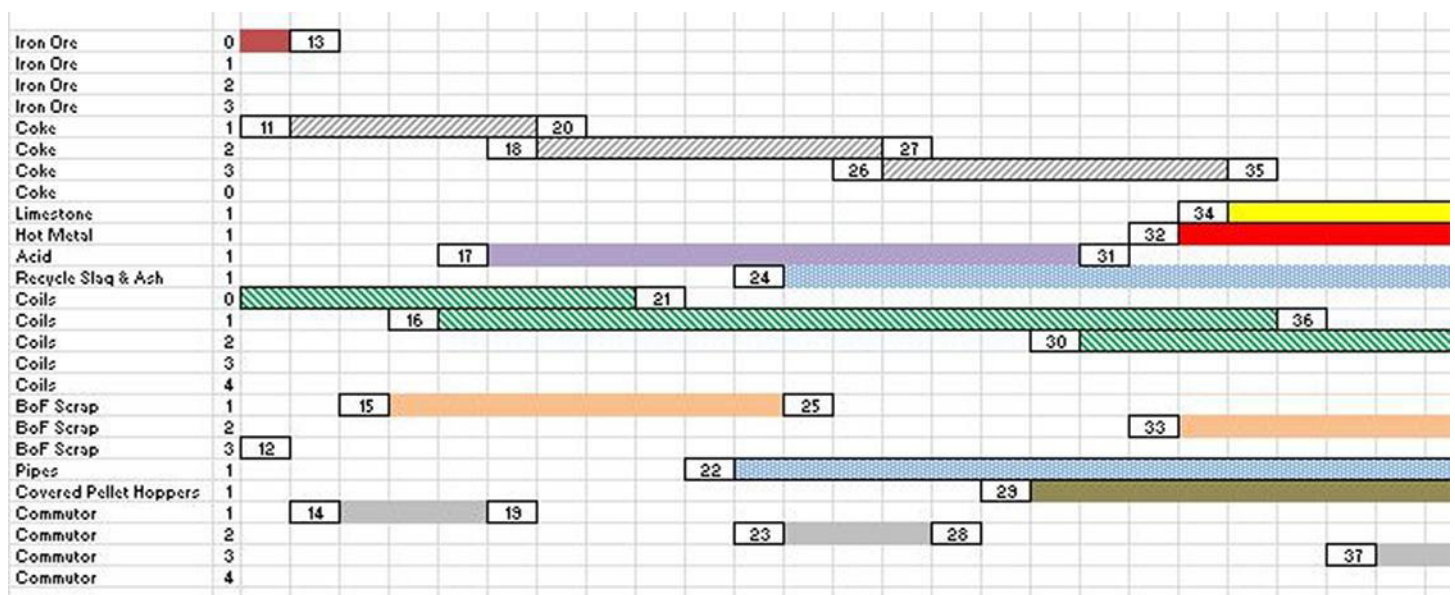 Iron Ore 0 13
Iron Ore 1
Iron Ore 2
Iron Ore 3
Coke 1 11 20
Coke 2 18 27
Coke 3 26 35
Coke 0
Limestone 1 34
Hot Metal 1 32
Acid 1 17 31
Recycle Slag & Ash 1 24
Coils 0 21
Coils 1 16 36
Coils 2 30
Coils 3
Coils 4
BoF Scrap 1 15 25
BoF Scrap 2 33
BoF Scrap 3 12
Pipes 1 22
Covered Pellet Hoppers 1 29
Commutor 1 14 19
Commutor 2 23 28
Commutor 3 37
Commutor 4